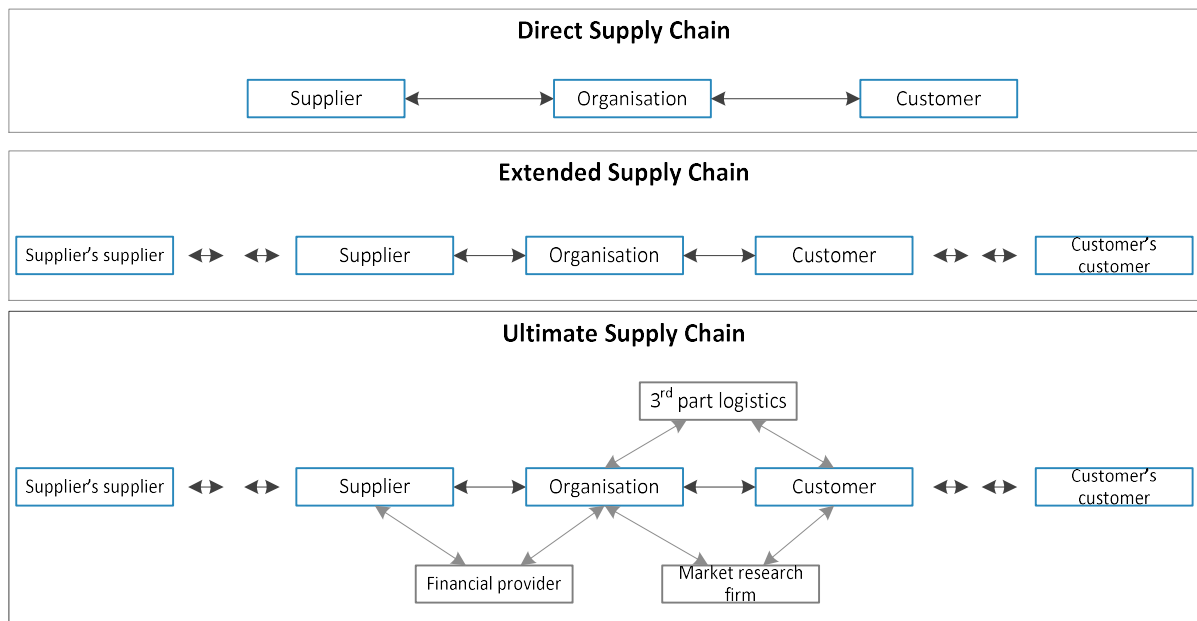 Direct Supply Chain
Supplier
Organisation
Customer
Extended Supply Chain
Supplier’s supplier
Supplier
Organisation
Customer
Customer’s
customer
Ultimate Supply Chain
3rd part logistics
Supplier’s supplier
Supplier
Organisation
Customer
Customer’s
customer
Financial provider
Market research
firm